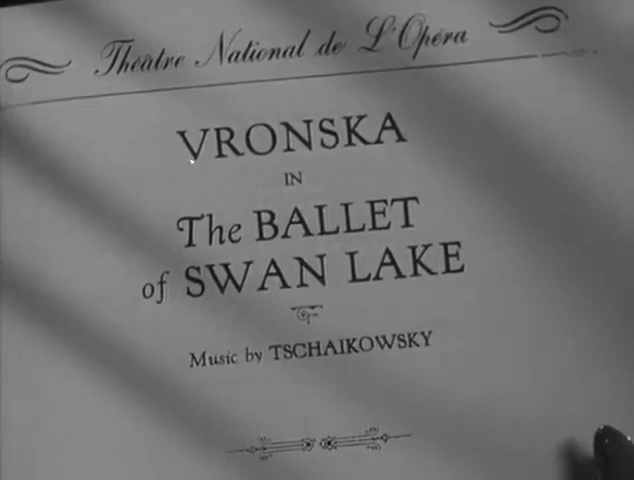 Théâtre National de L'Opéra
VRONSKA
IN
The BALLET
of SWAN LAKE
Music by TSCHAIKOWSKY